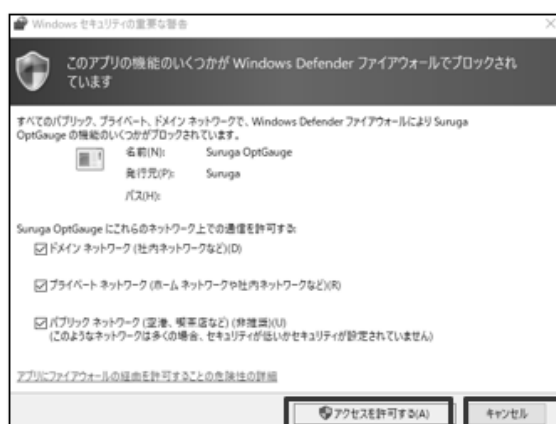 Windows セキュリティの重要な警告
このアプリの機能のいくつかが Windows Defender ファイアウォールでブロックされ
ています
すべてのパブリック、プライベート、ドメイン ネットワークで、Windows Defender ファイアウォールにより Suruga
OptGauge の機能のいくつかがブロックされています。
名前(N): Suruga OptGauge
発行元(P): Suruga
パス(H):
Suruga OptGauge にこれらのネットワーク上での通信を許可する:
ドメイン ネットワーク (社内ネットワークなど)(D)
プライベート ネットワーク (ホーム ネットワークや社内ネットワークなど)(R)
パブリック ネットワーク (空港、喫茶店など) (非推奨)(U)
(このようなネットワークは多くの場合、セキュリティが低いかセキュリティが設定されていません)
アプリにファイアウォールの経由を許可することの危険性の詳細
アクセスを許可する(A) キャンセル